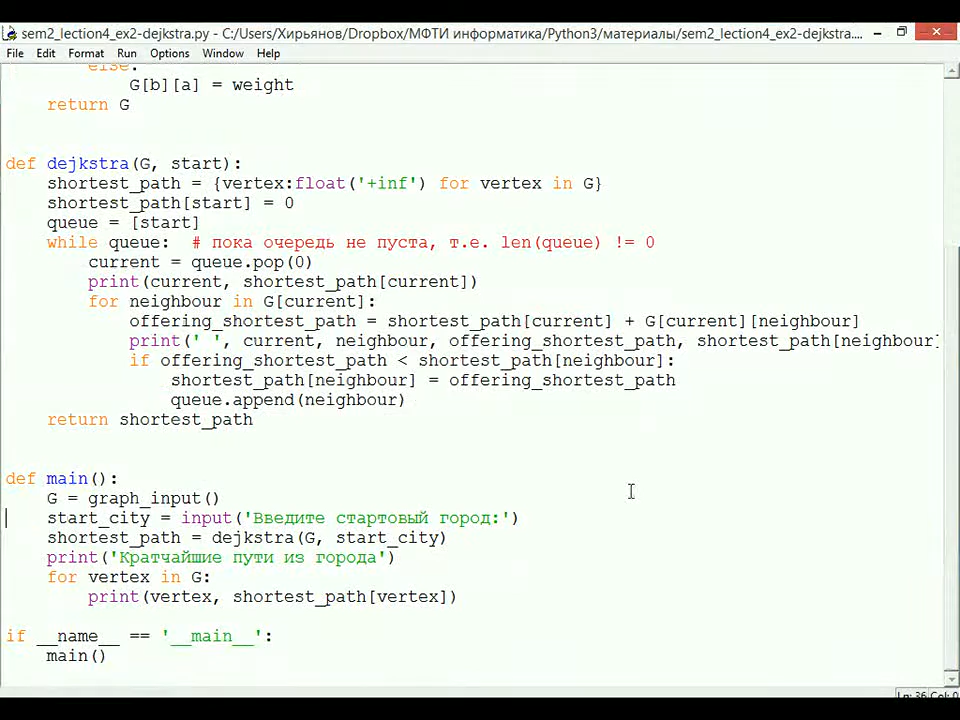 sem2_lection4_ex2-dejkstra.py - C:/Users/Хирьянов/Dropbox/МФТИ информатика/Python3/материалы/sem2_lection4_ex2-dejkstra....
File Edit Format Run Options Window Help
else:
G[b][a] = weight
return G
def dejkstra(G, start):
shortest_path = {vertex:float('+inf') for vertex in G}
shortest_path[start] = 0
queue = [start]
while queue:  # пока очередь не пуста, т.е. len(queue) != 0
current = queue.pop(0)
print(current, shortest_path[current])
for neighbour in G[current]:
offering_shortest_path = shortest_path[current] + G[current][neighbour]
print(' ', current, neighbour, offering_shortest_path, shortest_path[neighbour]
if offering_shortest_path < shortest_path[neighbour]:
shortest_path[neighbour] = offering_shortest_path
queue.append(neighbour)
return shortest_path
def main():
G = graph_input()
start_city = input('Введите стартовый город:')
shortest_path = dejkstra(G, start_city)
print('Кратчайшие пути из города')
for vertex in G:
print(vertex, shortest_path[vertex])
if __name__ == '__main__':
main()
Ln: 36 Col: 0